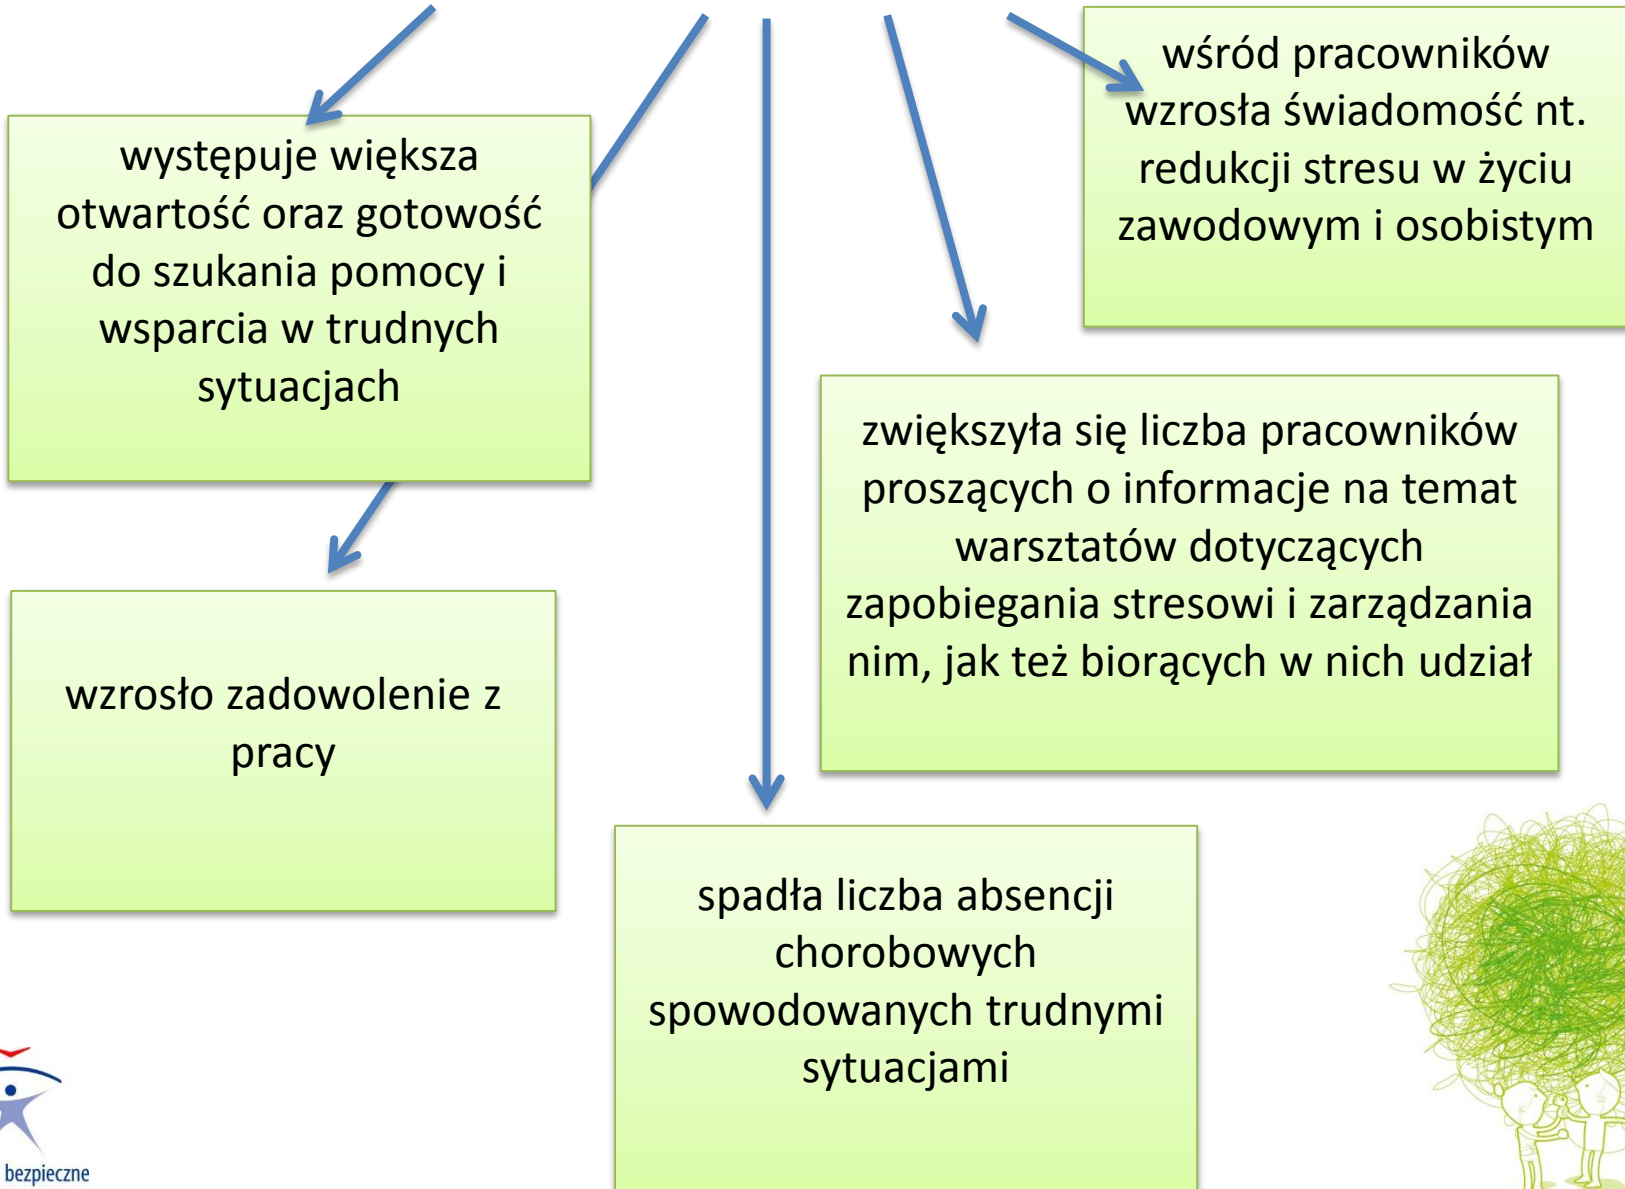 występuje większa
otwartość oraz gotowość
do szukania pomocy i
wsparcia w trudnych
sytuacjach
wśród pracowników
wzrosła świadomość nt.
redukcji stresu w życiu
zawodowym i osobistym
zwiększyła się liczba pracowników
proszących o informacje na temat
warsztatów dotyczących
zapobiegania stresowi i zarządzania
nim, jak też biorących w nich udział
wzrosło zadowolenie z
pracy
spadła liczba absencji
chorobowych
spowodowanych trudnymi
sytuacjami
bezpieczne